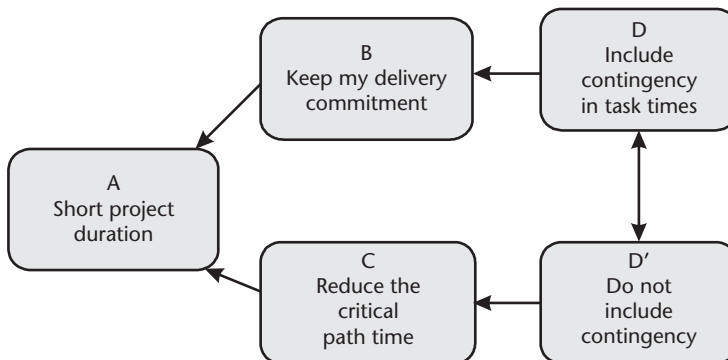 B
Keep my delivery
commitment
D
Include
contingency
in task times
A
Short project
duration
C
Reduce the
critical
path time
D'
Do not
include
contingency